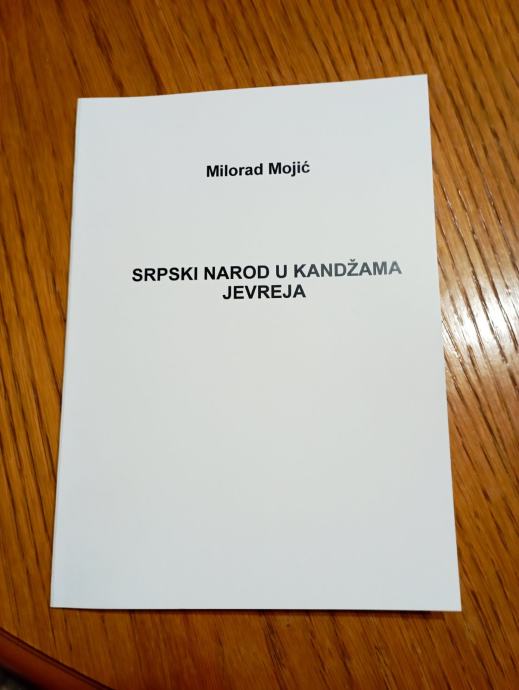 Milorad Mojić
SRPSKI NAROD U KANDŽAMA
JEVREJA